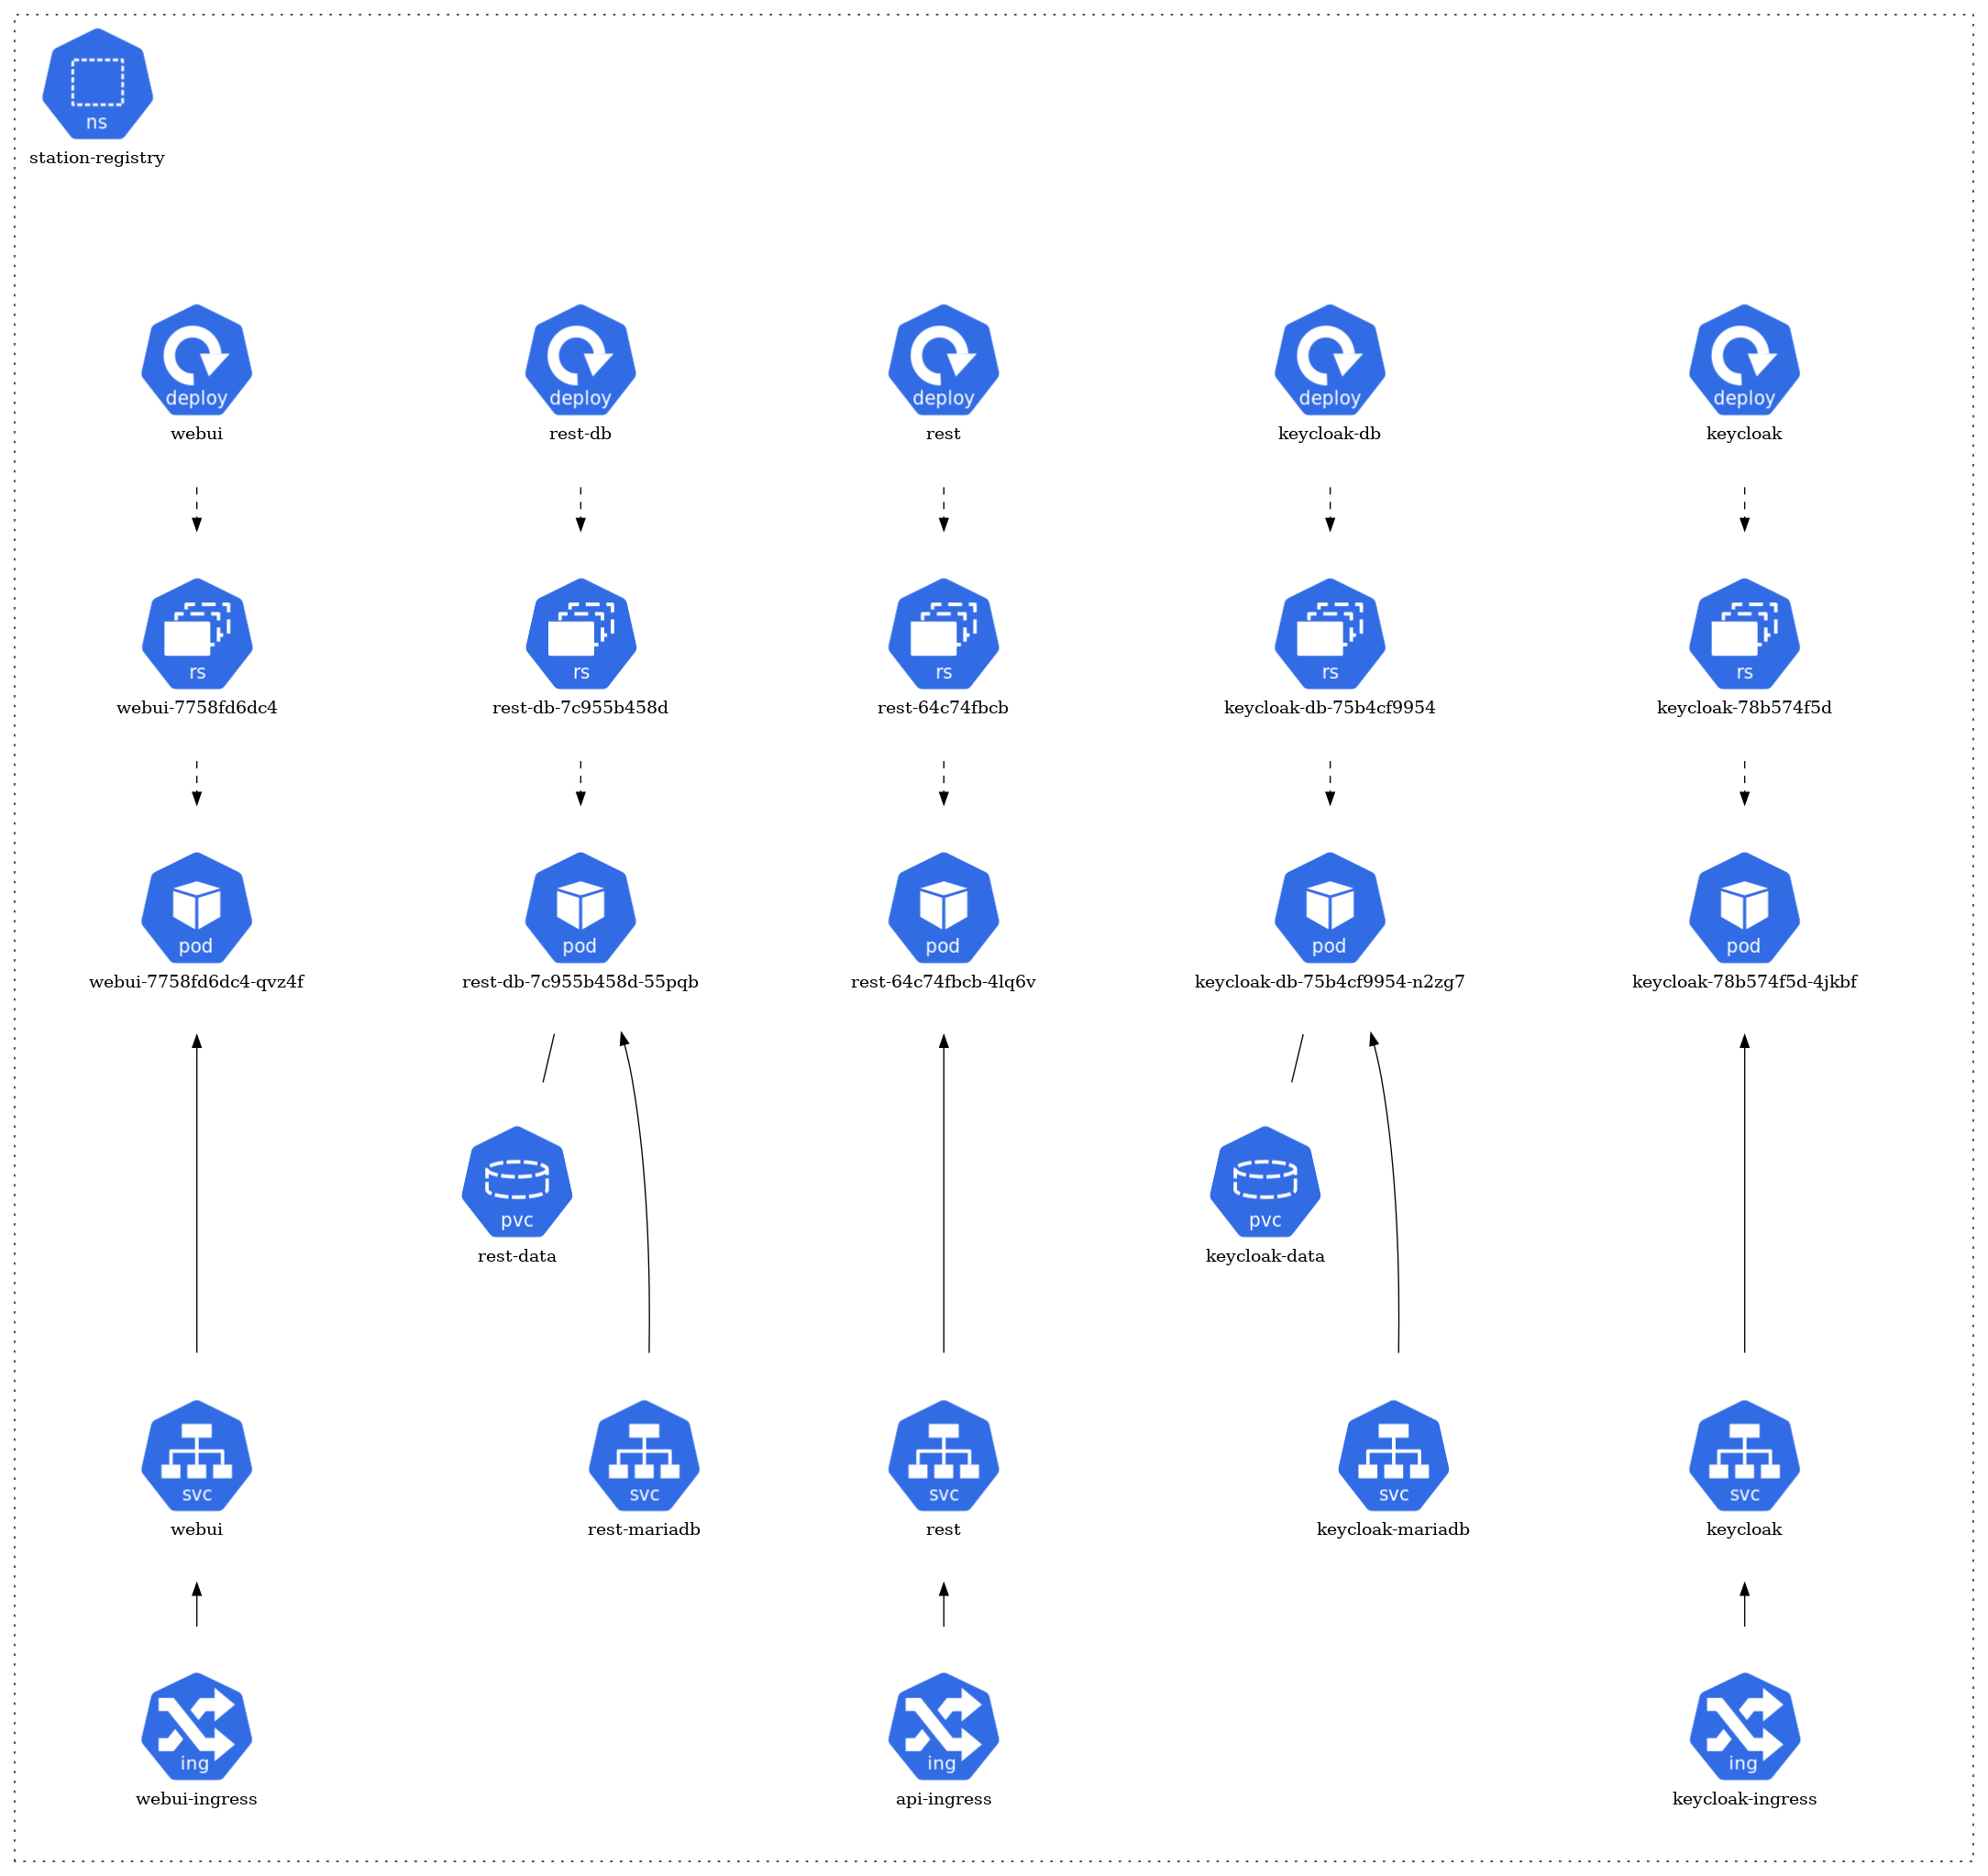 ns
station-registry
deploy deploy deploy deploy deploy
webui rest-db rest keycloak-db keycloak
rs rs rs rs rs
webui-7758fd6dc4 rest-db-7c955b458d rest-64c74fbcb keycloak-db-75b4cf9954 keycloak-78b574f5d
pod pod pod pod pod
webui-7758fd6dc4-qvz4f rest-db-7c955b458d-55pqb rest-64c74fbcb-4lq6v keycloak-db-75b4cf9954-n2zg7 keycloak-78b574f5d-4jkbf
pvc pvc
rest-data keycloak-data
svc svc svc svc svc
webui rest-mariadb rest keycloak-mariadb keycloak
ing ing ing
webui-ingress api-ingress keycloak-ingress